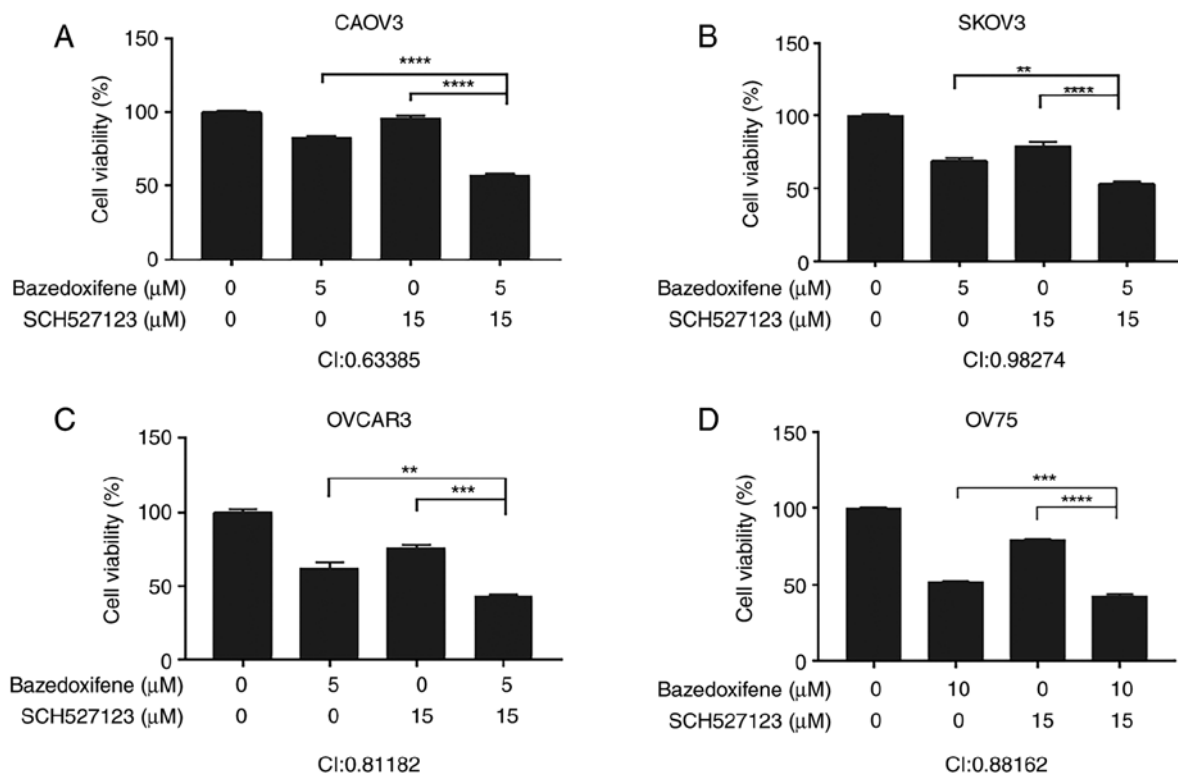 A
CAOV3
150
100
50
0
Cell viability (%)
****
****
Bazedoxifene (μM) 0 5 0 5
SCH527123 (μM) 0 0 15 15
CI:0.63385
B
SKOV3
150
100
50
0
Cell viability (%)
**
****
Bazedoxifene (μM) 0 5 0 5
SCH527123 (μM) 0 0 15 15
CI:0.98274
C
OVCAR3
150
100
50
0
Cell viability (%)
**
***
Bazedoxifene (μM) 0 5 0 5
SCH527123 (μM) 0 0 15 15
CI:0.81182
D
OV75
150
100
50
0
Cell viability (%)
***
****
Bazedoxifene (μM) 0 10 0 10
SCH527123 (μM) 0 0 15 15
CI:0.88162